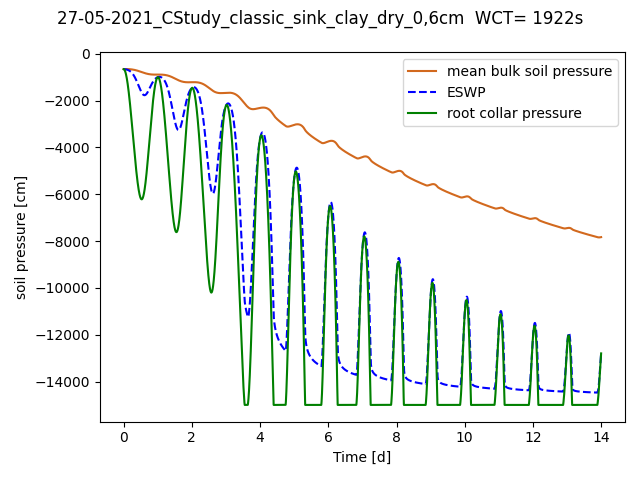 27-05-2021_CStudy_classic_sink_clay_dry_0,6cm  WCT= 1922s
mean bulk soil pressure
ESWP
root collar pressure
soil pressure [cm]
0
−2000
−4000
−6000
−8000
−10000
−12000
−14000
0 2 4 6 8 10 12 14
Time [d]